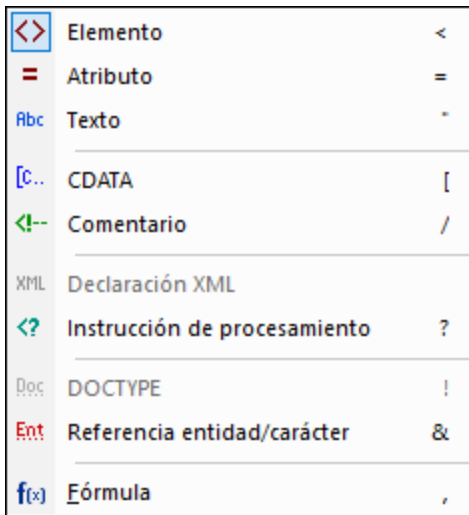 <> Elemento <
= Atributo =
Abc Texto "
[C.. CDATA [
<!-- Comentario /
XML Declaración XML
<? Instrucción de procesamiento ?
Doc DOCTYPE !
Ent Referencia entidad/carácter &
f(x) Fórmula ,